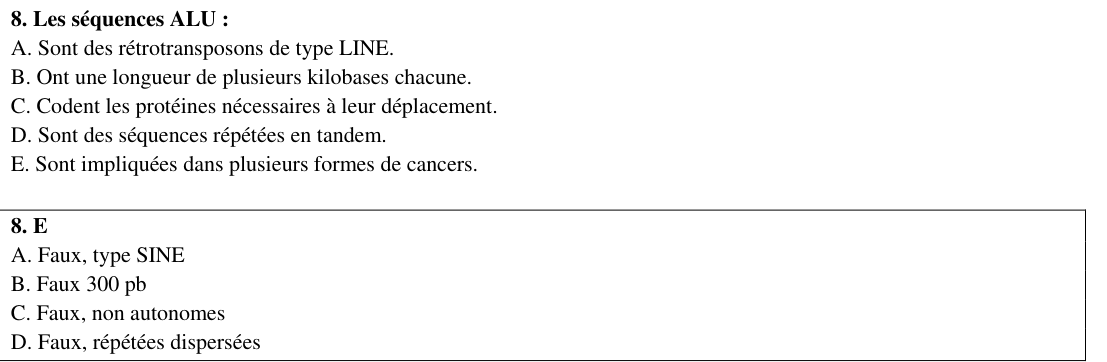 8. Les séquences ALU :
A. Sont des rétrotransposons de type LINE.
B. Ont une longueur de plusieurs kilobases chacune.
C. Codent les protéines nécessaires à leur déplacement.
D. Sont des séquences répétées en tandem.
E. Sont impliquées dans plusieurs formes de cancers.
8. E
A. Faux, type SINE
B. Faux 300 pb
C. Faux, non autonomes
D. Faux, répétées dispersées